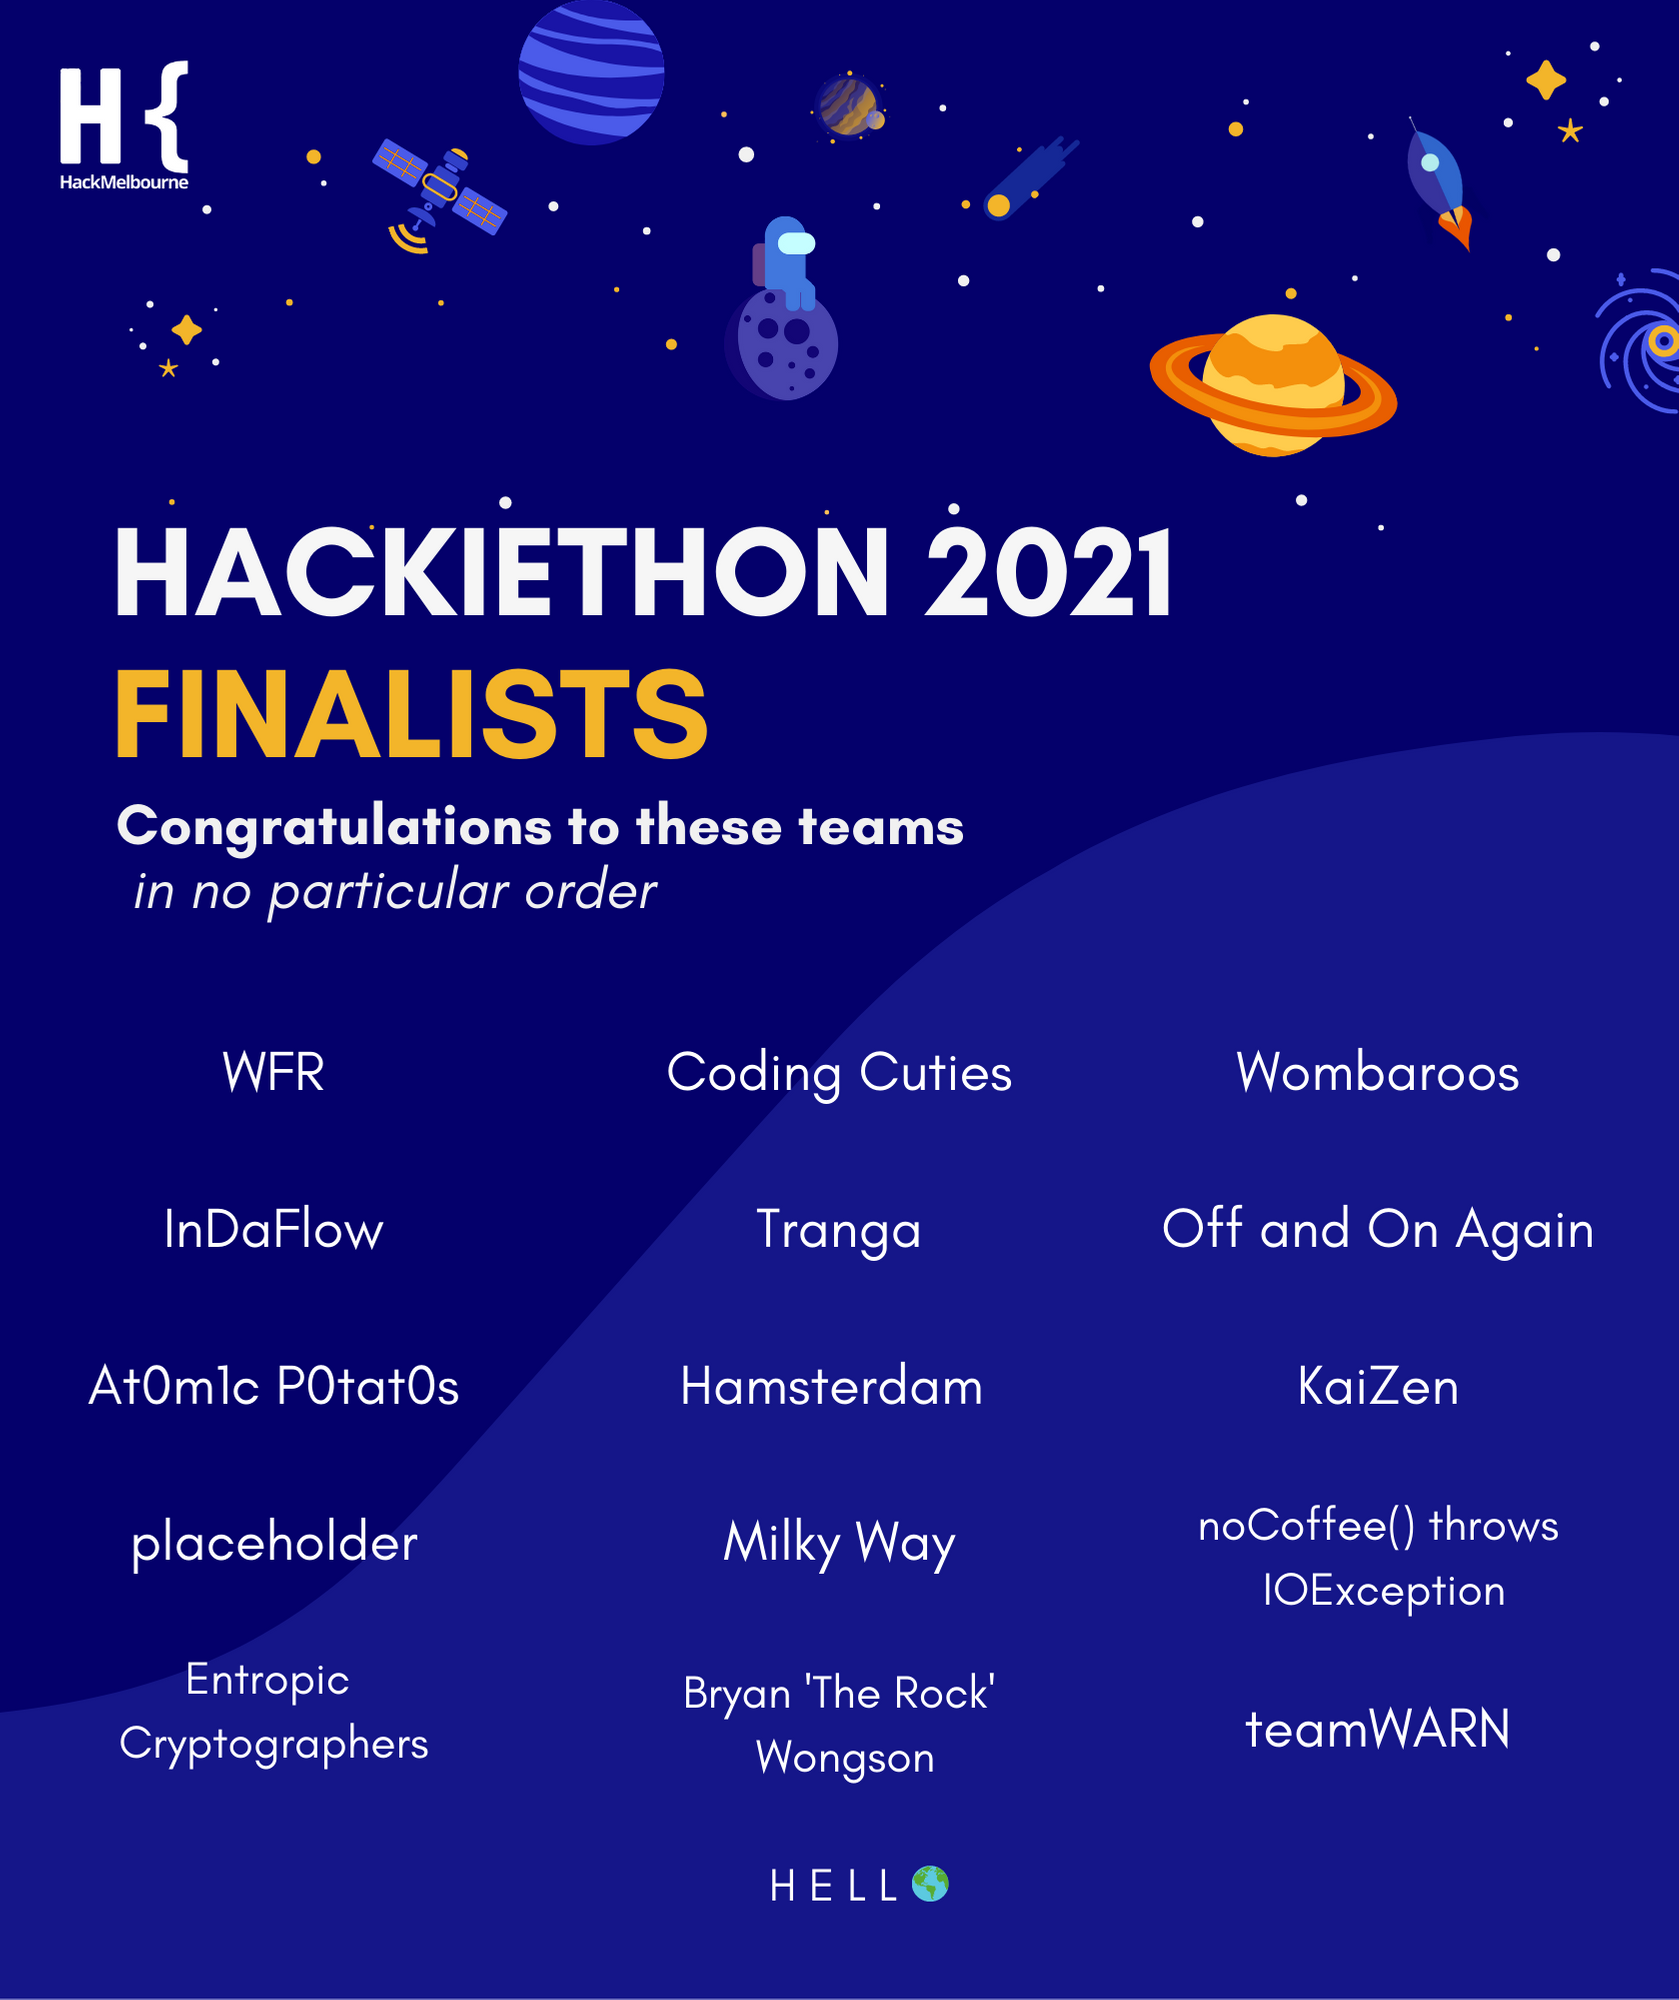 H{
HackMelbourne
HACKIETHON 2021
FINALISTS
Congratulations to these teams
in no particular order
WFR
Coding Cuties
Wombaroos
InDaFlow
Tranga
Off and On Again
At0m1c P0tat0s
Hamsterdam
KaiZen
placeholder
Milky Way
noCoffee() throws
IOException
Entropic
Cryptographers
Bryan 'The Rock'
Wongson
teamWARN
HELL🌎